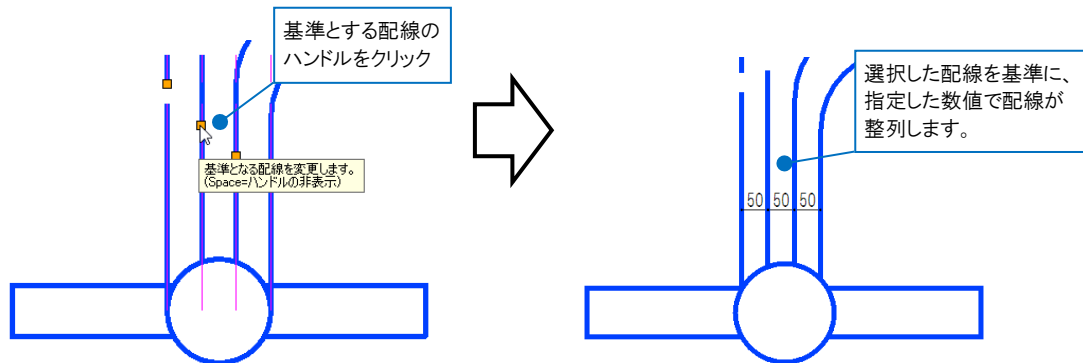 基準とする配線の
ハンドルをクリック
基準となる配線を変更します。
(Space=ハンドルの非表示)
選択した配線を基準に、
指定した数値で配線が
整列します。
50 50 50